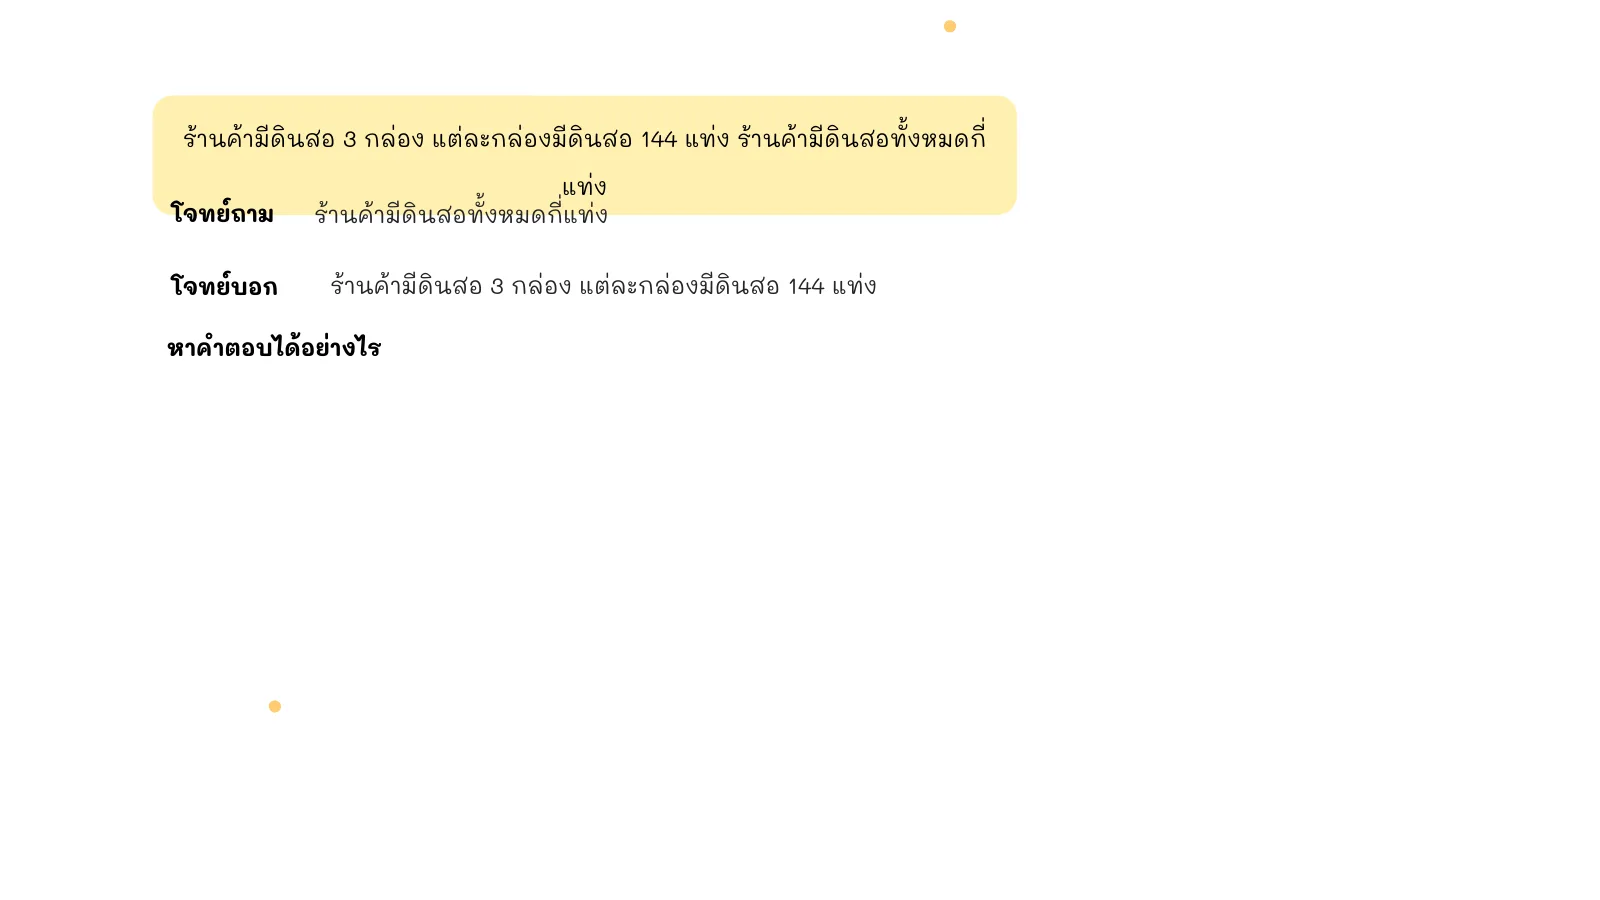 ร้านค้ามีดินสอ 3 กล่อง แต่ละกล่องมีดินสอ 144 แท่ง ร้านค้ามีดินสอทั้งหมดกี่
แท่ง
โจทย์ถาม ร้านค้ามีดินสอทั้งหมดกี่แท่ง
โจทย์บอก ร้านค้ามีดินสอ 3 กล่อง แต่ละกล่องมีดินสอ 144 แท่ง
หาคำตอบได้อย่างไร